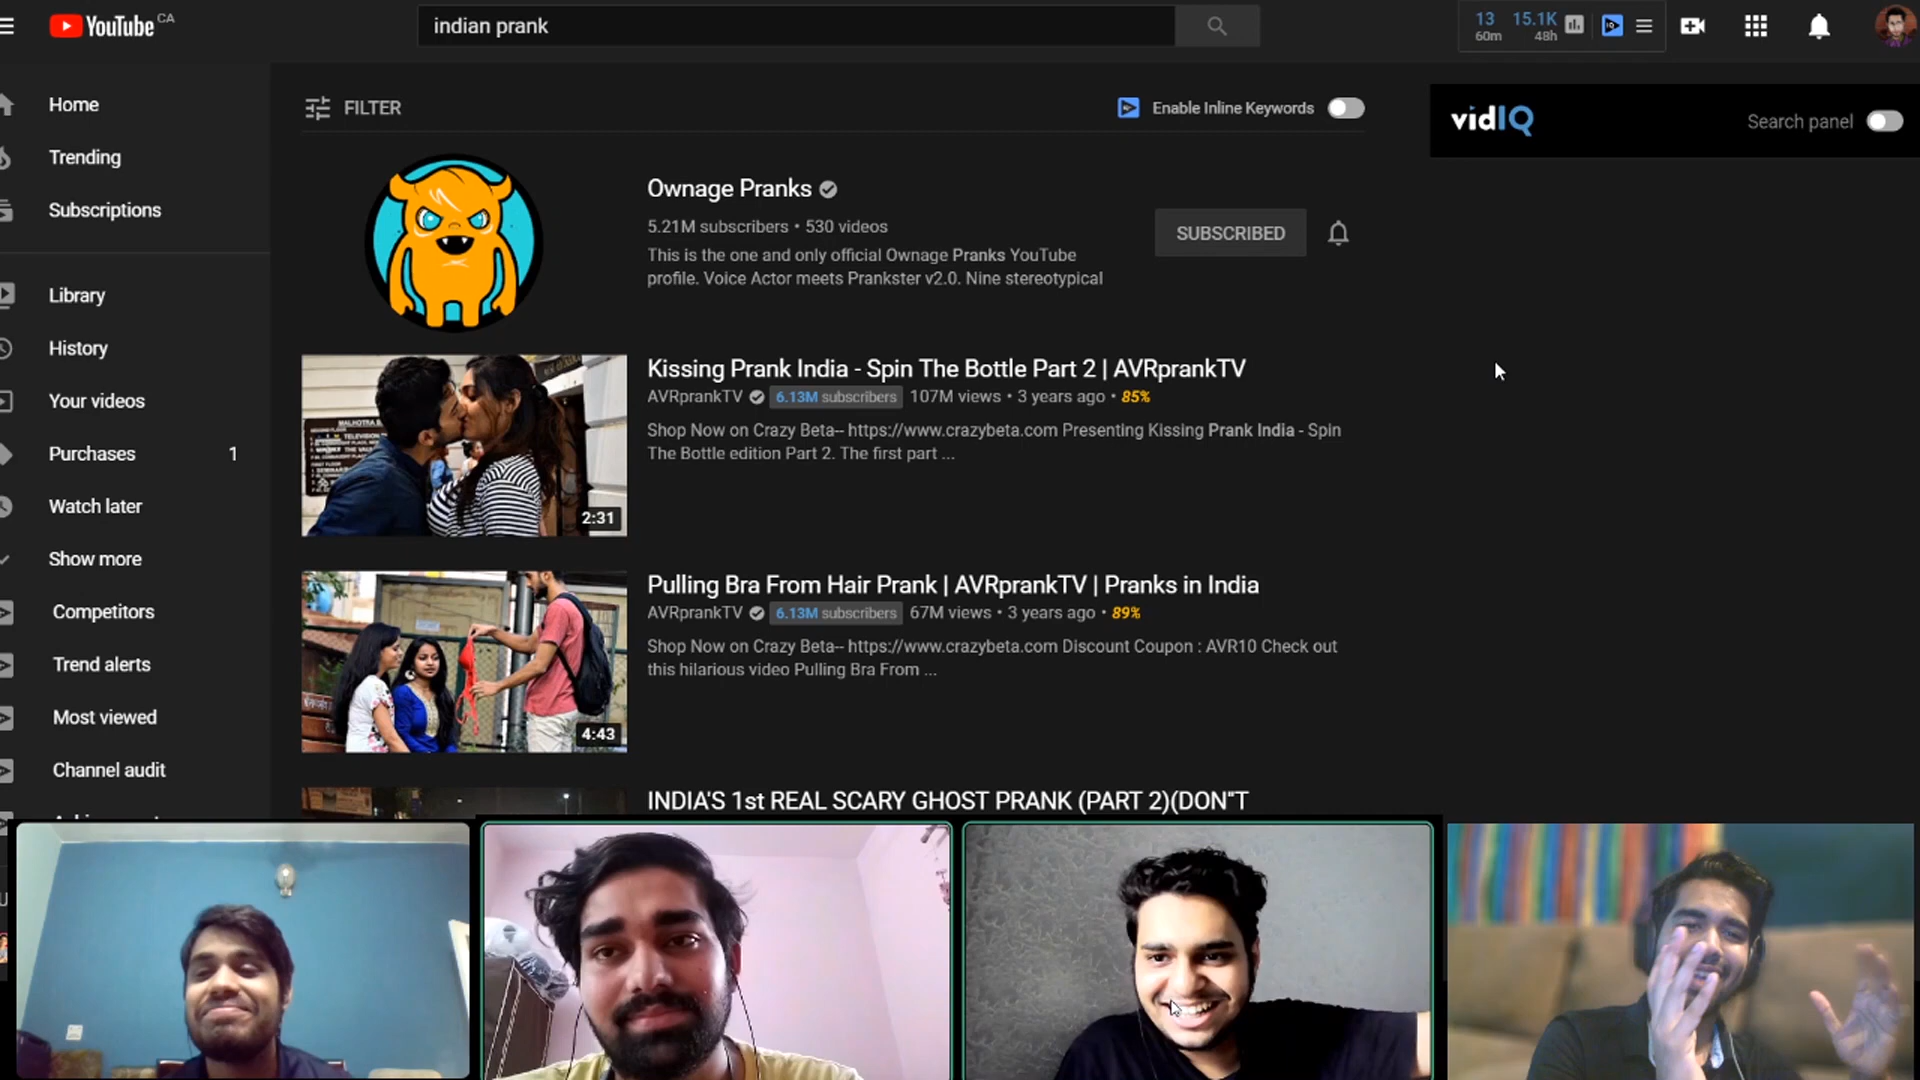 YouTube CA
indian prank
13 15.1K
60m 48h
Home
Trending
Subscriptions
Library
History
Your videos
Purchases 1
Watch later
Show more
Competitors
Trend alerts
Most viewed
Channel audit
FILTER
Enable Inline Keywords
vidIQ
Search panel
Ownage Pranks
5.21M subscribers • 530 videos
This is the one and only official Ownage Pranks YouTube
profile. Voice Actor meets Prankster v2.0. Nine stereotypical
SUBSCRIBED
Kissing Prank India - Spin The Bottle Part 2 | AVRprankTV
AVRprankTV 6.13M subscribers 107M views • 3 years ago • 85%
Shop Now on Crazy Beta-- https://www.crazybeta.com Presenting Kissing Prank India - Spin
The Bottle edition Part 2. The first part ...
2:31
Pulling Bra From Hair Prank | AVRprankTV | Pranks in India
AVRprankTV 6.13M subscribers 67M views • 3 years ago • 89%
Shop Now on Crazy Beta-- https://www.crazybeta.com Discount Coupon : AVR10 Check out
this hilarious video Pulling Bra From ...
4:43
INDIA'S 1st REAL SCARY GHOST PRANK (PART 2)(DON"T